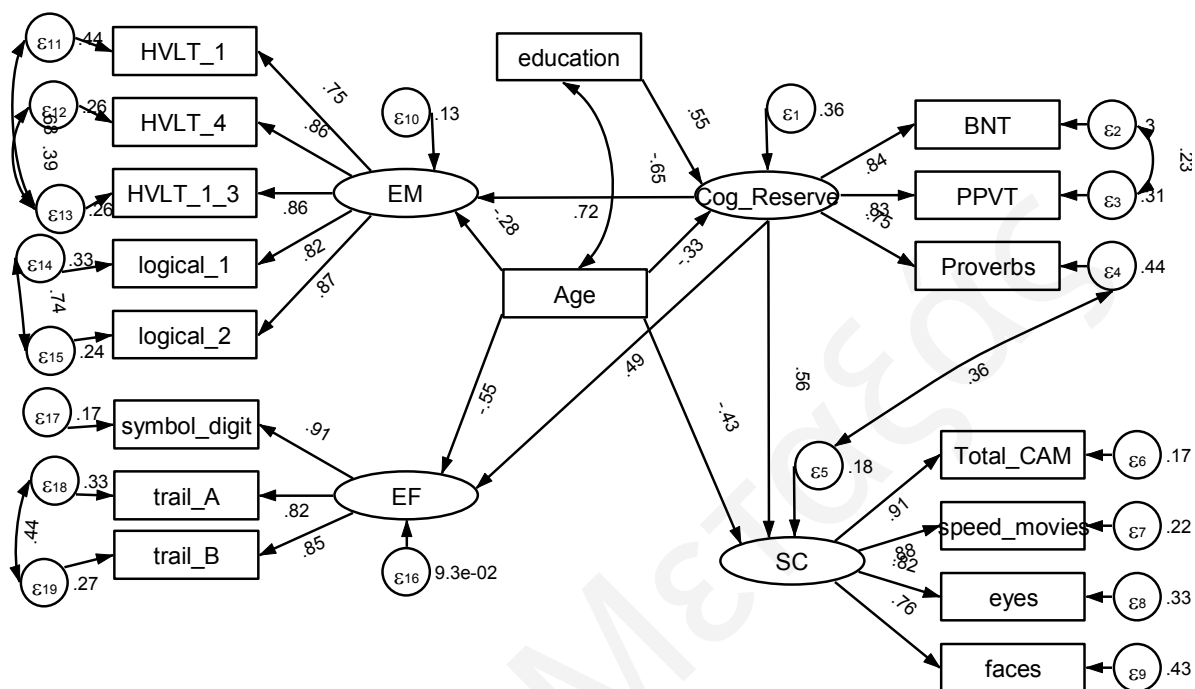 ε11 .44 HVLT_1
ε12 .26 HVLT_4
.68
.39
ε13 .26 HVLT_1_3
ε14 .33 logical_1
.74
ε15 .24 logical_2
ε17 .17 symbol_digit
ε18 .33 trail_A
.44
ε19 .27 trail_B
.75
.86
.86
.82
.87
ε10 .13
EM
.91
.82
.85
EF
ε16 9.3e-02
education
.55
-.65
.72
-.28
-.33
Age
-.55
.49
-.43
.56
ε1 .36
Cog_Reserve
.84
.83
.75
BNT ε2 .3
.23
PPVT ε3 .31
Proverbs ε4 .44
.36
ε5 .18
SC
.91
.88
.82
.76
Total_CAM ε6 .17
speed_movies ε7 .22
eyes ε8 .33
faces ε9 .43
Μεταξάς